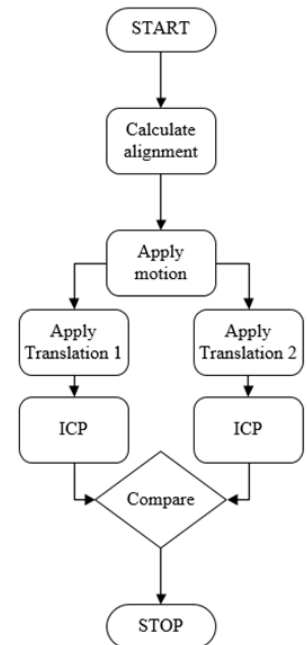 START
Calculate
alignment
Apply
motion
Apply
Translation 1
Apply
Translation 2
ICP
ICP
Compare
STOP